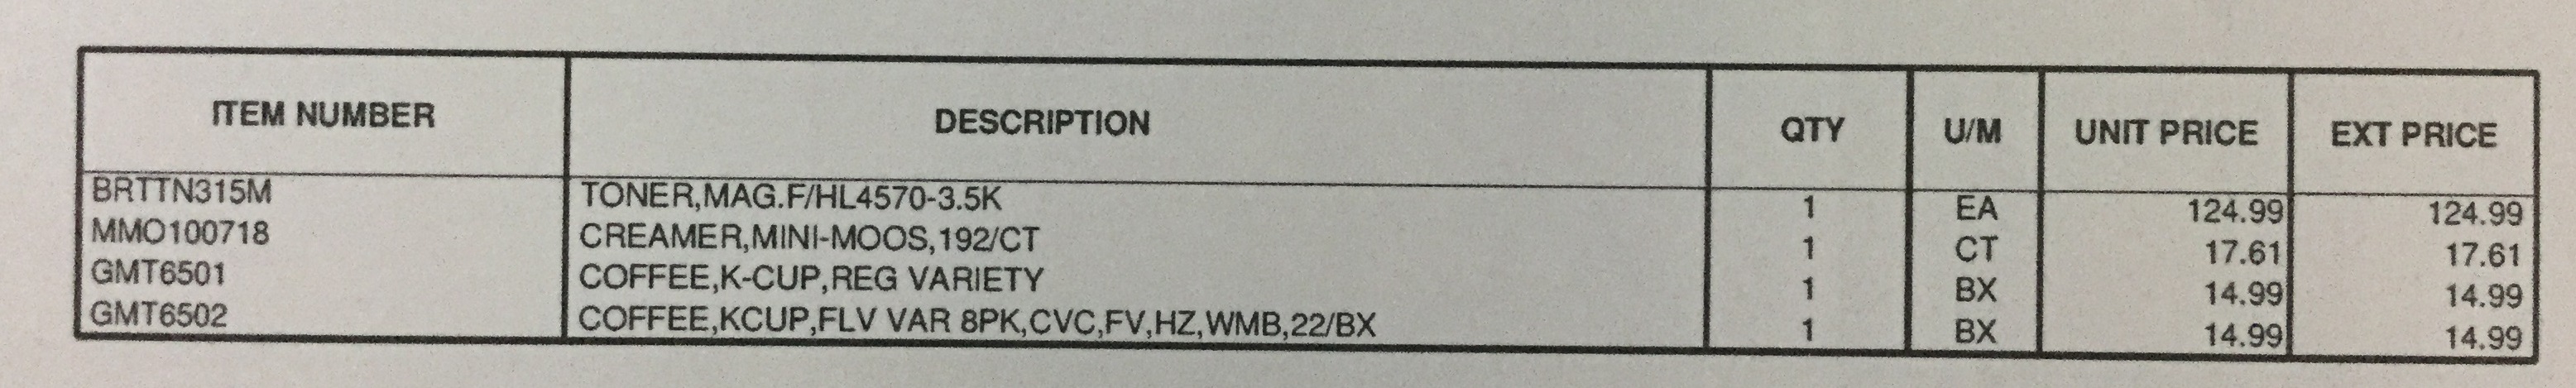 ITEM NUMBER DESCRIPTION QTY U/M UNIT PRICE EXT PRICE
BRTTN315M TONER,MAG.F/HL4570-3.5K 1 EA 124.99 124.99
MMO100718 CREAMER,MINI-MOOS,192/CT 1 CT 17.61 17.61
GMT6501 COFFEE,K-CUP,REG VARIETY 1 BX 14.99 14.99
GMT6502 COFFEE,KCUP,FLV VAR 8PK,CVC,FV,HZ,WMB,22/BX 1 BX 14.99 14.99